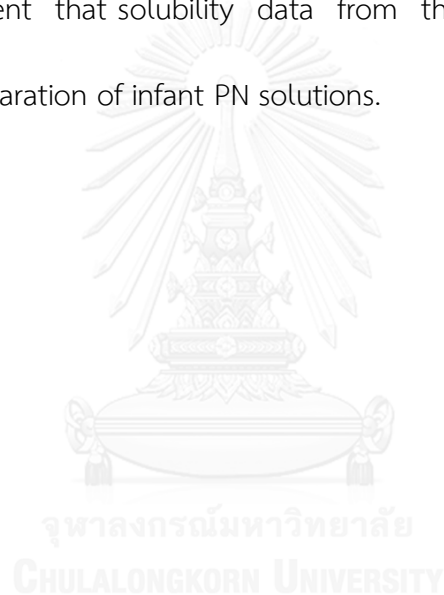 ent that solubility data from th
aration of infant PN solutions.
จุฬาลงกรณ์มหาวิทยาลัย
CHULALONGKORN UNIVERSITY